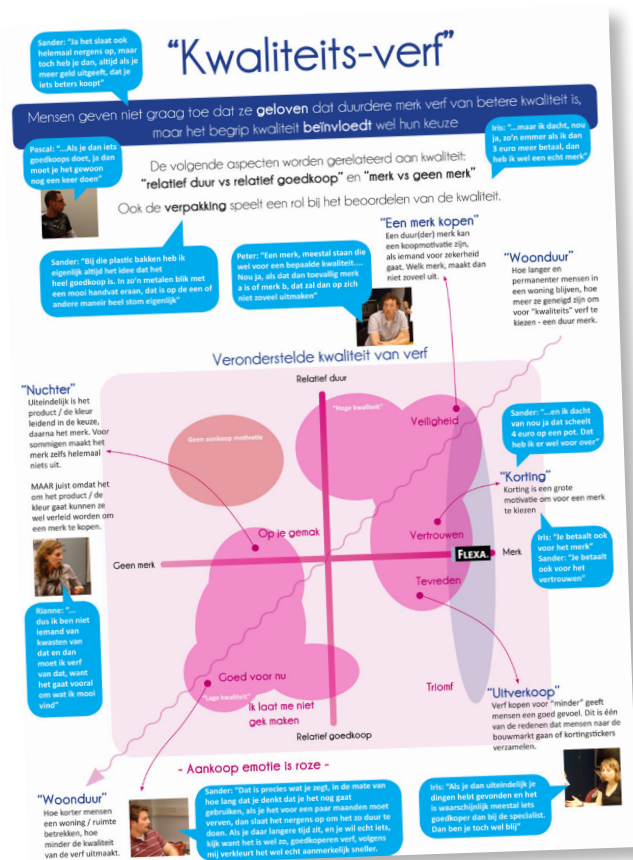 Sander: "Ja het slaat ook
helemaal nergens op, maar
toch heb je dan, altijd als je
meer geld uitgeeft, dat je
iets beters koopt"
"Kwaliteits-verf"
Mensen geven niet graag toe dat ze geloven dat duurdere merk verf van betere kwaliteit is,
maar het begrip kwaliteit beïnvloedt wel hun keuze
Pascal: "...Als je dan iets
goedkoops doet, ja dan
moet je het gewoon
nog een keer doen"
Iris: "...maar ik dacht, nou
ja, zo'n emmer als ik dan
3 euro meer betaal, dan
heb ik wel een echt merk"
De volgende aspecten worden gerelateerd aan kwaliteit:
"relatief duur vs relatief goedkoop" en "merk vs geen merk"
Ook de verpakking speelt een rol bij het beoordelen van de kwaliteit.
Sander: "Bij die plastic bakken heb ik
eigenlijk altijd het idee dat het
heel goedkoop is. In zo'n metalen blik met
een mooi handvat eraan, dat is op de een of
andere maneir heel stom eigenlijk"
Peter: "Een merk, meestal staan die
wel voor een bepaalde kwaliteit....
Nou ja, als dat dan toevallig merk
a is of merk b, dat zal dan op zich
niet zoveel uitmaken"
"Een merk kopen"
Een duur(der) merk kan
een koopmotivatie zijn,
als iemand voor zekerheid
gaat. Welk merk, maakt dan
niet zoveel uit.
"Woonduur"
Hoe langer en
permanenter mensen in
een woning blijven, hoe
meer ze geneigd zijn om
voor "kwaliteits" verf te
kiezen - een duur merk.
Veronderstelde kwaliteit van verf
Relatief duur
"Nuchter"
Uiteindelijk is het
product / de kleur
leidend in de keuze,
daarna het merk. Voor
sommigen maakt het
merk zelfs helemaal
niets uit.
MAAR juist omdat het
om het product / de
kleur gaat kunnen ze
wel verleid worden om
een merk te kopen.
Geen aankoop motivatie
"Hoge kwaliteit"
Veiligheid
Sander: "...en ik dacht
van nou ja dat scheelt
4 euro op een pot. Dat
heb ik er wel voor over"
"Korting"
Korting is een grote
motivatie om voor een merk
te kiezen
Op je gemak
Vertrouwen
Iris: "Je betaalt ook
voor het merk"
Sander: "Je betaalt
ook voor het
vertrouwen"
Geen merk
FLEXA.
Merk
Tevreden
Rianne: "...
dus ik ben niet
iemand van
kwasten van
dat en dan
moet ik verf
van dat, want
het gaat vooral
om wat ik mooi
vind"
Goed voor nu
"Lage kwaliteit"
Ik laat me niet
gek maken
Triomf
Relatief goedkoop
"Uitverkoop"
Verf kopen voor "minder" geeft
mensen een goed gevoel. Dit is één
van de redenen dat mensen naar de
bouwmarkt gaan of kortingstickers
verzamelen.
- Aankoop emotie is roze -
"Woonduur"
Hoe korter mensen
een woning / ruimte
betrekken, hoe
minder de kwaliteit
van de verf uitmaakt.
Sander: "Dat is precies wat je zegt, in de mate van
hoe lang dat je denkt dat je het nog gaat
gebruiken, als je het voor een paar maanden moet
verven, dan slaat het nergens op om het zo duur te
doen. Als je daar langere tijd zit, en je wil echt iets,
kijk want het is wel zo, goedkoperen verf, volgens
mij verkleurt het wel echt aanmerkelijk sneller.
Iris: "Als je dan uiteindelijk je
dingen hebt gevonden en het
is waarschijnlijk meestal iets
goedkoper dan bij de specialist.
Dan ben je toch wel blij"